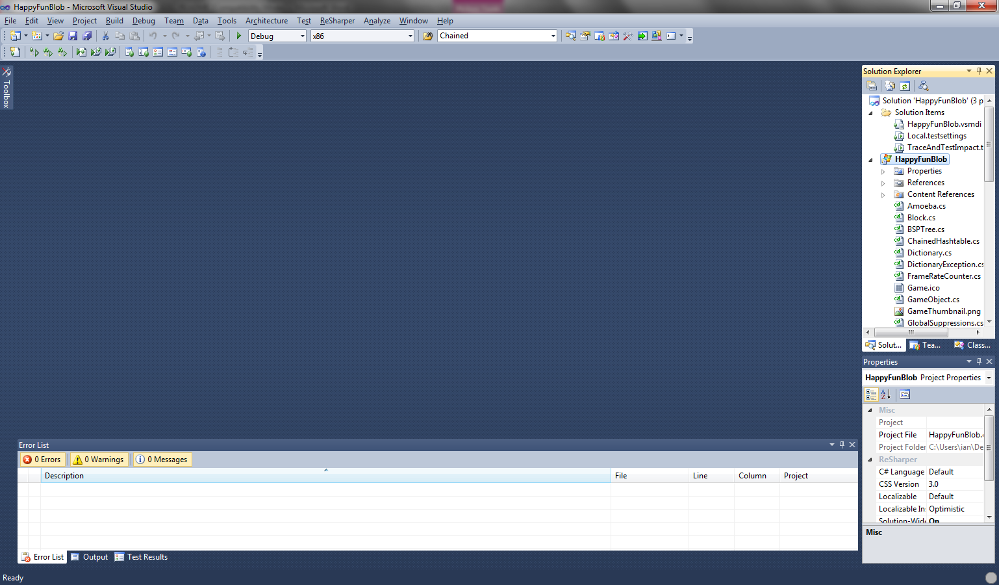 HappyFunBlob - Microsoft Visual Studio
File Edit View Project Build Debug Team Data Tools Architecture Test ReSharper Analyze Window Help
Debug x86 Chained
Toolbox
Solution Explorer
Solution 'HappyFunBlob' (3 p
Solution Items
HappyFunBlob.vsmdi
Local.testsettings
TraceAndTestImpact.t
HappyFunBlob
Properties
References
Content References
Amoeba.cs
Block.cs
BSPTree.cs
ChainedHashtable.cs
Dictionary.cs
DictionaryException.cs
FrameRateCounter.cs
Game.ico
GameObject.cs
GameThumbnail.png
GlobalSuppressions.cs
Solut... Tea... Class...
Properties
HappyFunBlob Project Properties
Misc
Project
Project File HappyFunBlob.
Project Folder C:\Users\ian\De
ReSharper
C# Language Default
CSS Version 3.0
Localizable Default
Localizable In Optimistic
Solution-Wid On
Misc
Error List
0 Errors 0 Warnings 0 Messages
Description File Line Column Project
Error List Output Test Results
Ready